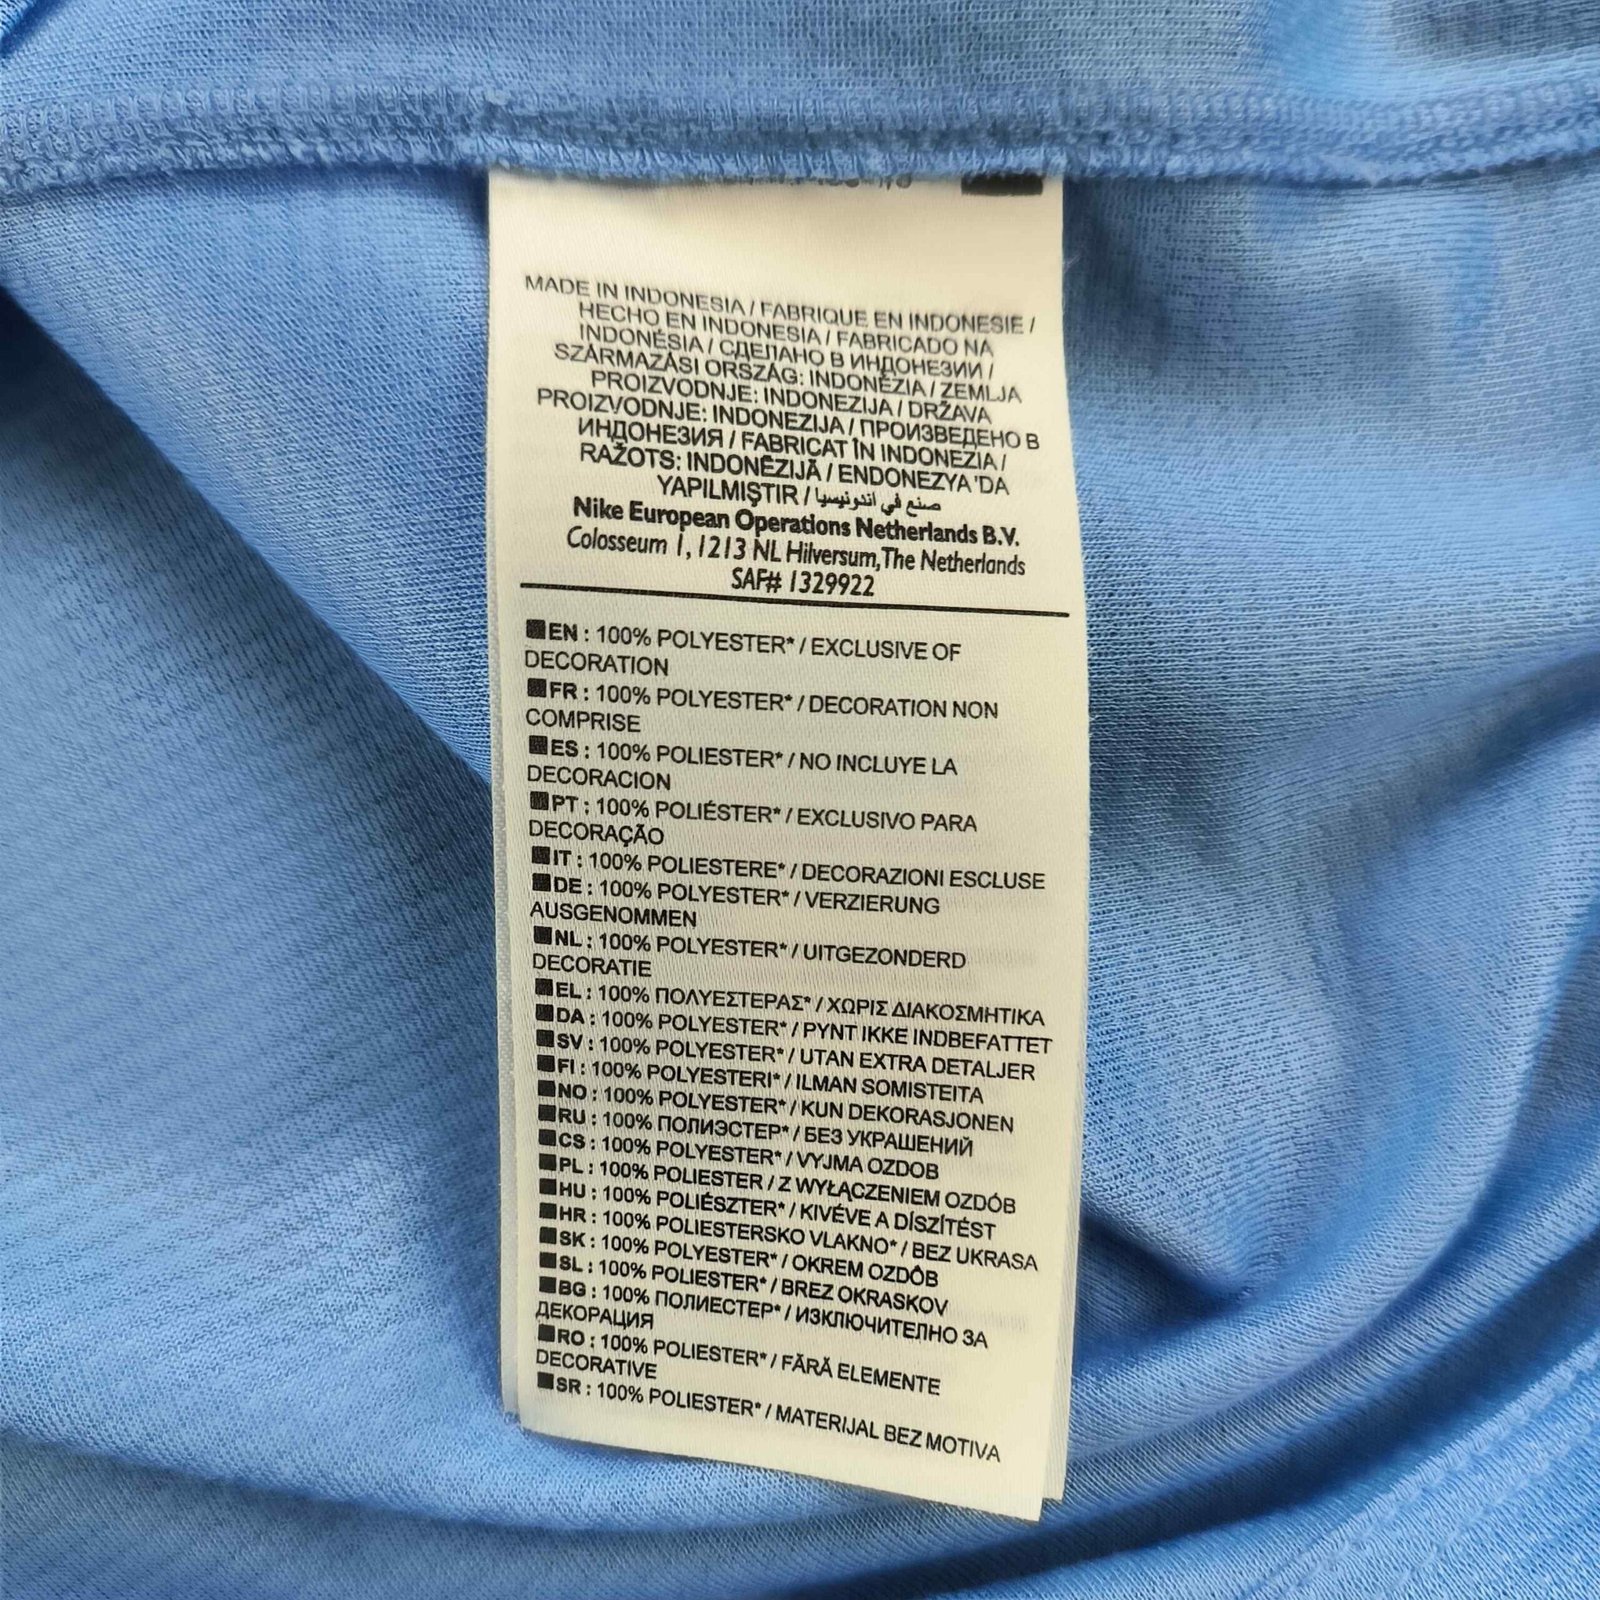 MADE IN INDONESIA / FABRIQUE EN INDONESIE /
HECHO EN INDONESIA / FABRICADO NA
INDONÉSIA / СДЕЛАНО В ИНДОНЕЗИИ /
SZÁRMAZÁSI ORSZÁG: INDONÉZIA / ZEMLJA
PROIZVODNJE: INDONEZIJA / DRŽAVA
PROIZVODNJE: INDONEZIJA / ПРОИЗВЕДЕНО В
ИНДОНЕЗИЯ / FABRICAT ÎN INDONEZIA /
RAŽOTS: INDONĒZIJĀ / ENDONEZYA 'DA
YAPILMIŞTIR / صنع في اندونيسيا
Nike European Operations Netherlands B.V.
Colosseum 1, 1213 NL Hilversum, The Netherlands
SAF# 1329922
EN : 100% POLYESTER* / EXCLUSIVE OF
DECORATION
FR : 100% POLYESTER* / DECORATION NON
COMPRISE
ES : 100% POLIESTER* / NO INCLUYE LA
DECORACION
PT : 100% POLIÉSTER* / EXCLUSIVO PARA
DECORAÇÃO
IT : 100% POLIESTERE* / DECORAZIONI ESCLUSE
DE : 100% POLYESTER* / VERZIERUNG
AUSGENOMMEN
NL : 100% POLYESTER* / UITGEZONDERD
DECORATIE
EL : 100% ΠΟΛΥΕΣΤΕΡΑΣ* / ΧΩΡΙΣ ΔΙΑΚΟΣΜΗΤΙΚΑ
DA : 100% POLYESTER* / PYNT IKKE INDBEFATTET
SV : 100% POLYESTER* / UTAN EXTRA DETALJER
FI : 100% POLYESTERI* / ILMAN SOMISTEITA
NO : 100% POLYESTER* / KUN DEKORASJONEN
RU : 100% ПОЛИЭСТЕР* / БЕЗ УКРАШЕНИЙ
CS : 100% POLYESTER* / VYJMA OZDOB
PL : 100% POLIESTER / Z WYŁĄCZENIEM OZDÓB
HU : 100% POLIÉSZTER* / KIVÉVE A DÍSZÍTÉST
HR : 100% POLIESTERSKO VLAKNO* / BEZ UKRASA
SK : 100% POLYESTER* / OKREM OZDÔB
SL : 100% POLIESTER* / BREZ OKRASKOV
BG : 100% ПОЛИЕСТЕР* / ИЗКЛЮЧИТЕЛНО ЗА
ДЕКОРАЦИЯ
RO : 100% POLIESTER* / FĂRĂ ELEMENTE
DECORATIVE
SR : 100% POLIESTER* / MATERIJAL BEZ MOTIVA